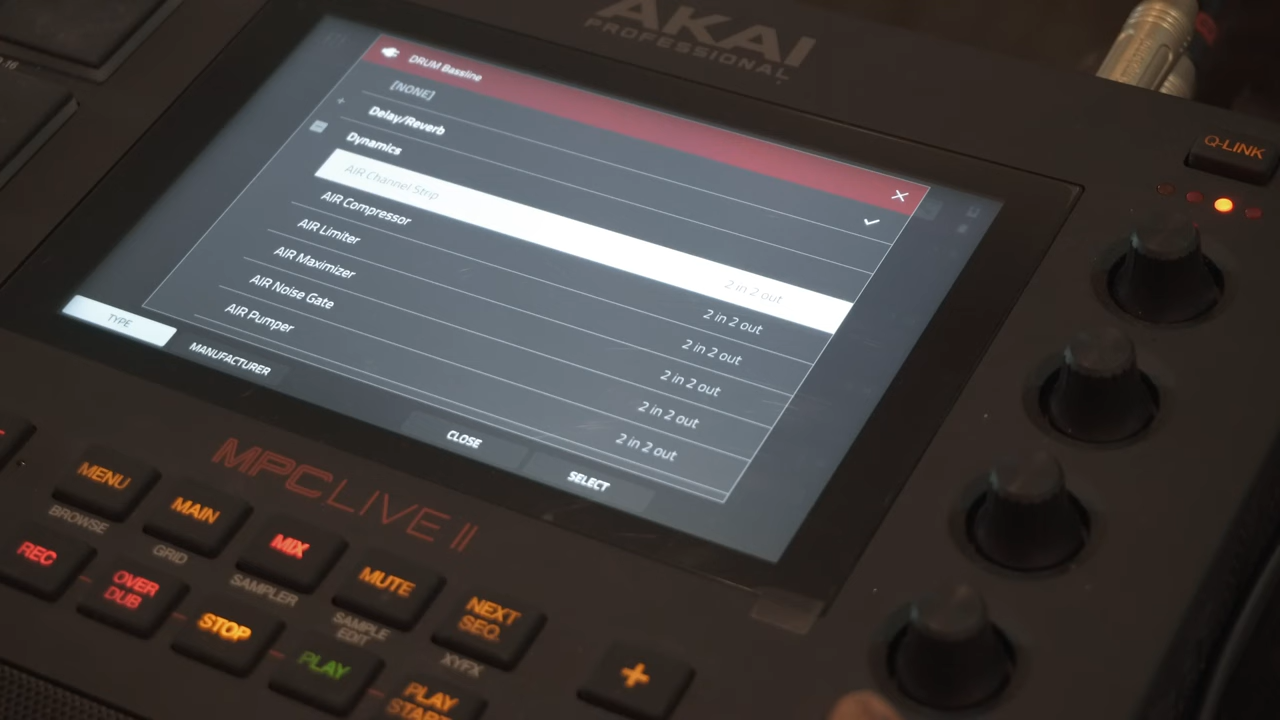 AKAI
PROFESSIONAL
DRUM Bassline
[NONE]
Delay/Reverb
Dynamics
AIR Channel Strip 2 in 2 out
AIR Compressor 2 in 2 out
AIR Limiter 2 in 2 out
AIR Maximizer 2 in 2 out
AIR Noise Gate 2 in 2 out
AIR Pumper 2 in 2 out
TYPE
MANUFACTURER
CLOSE
SELECT
Q-LINK
MPC LIVE II
MENU
BROWSE
MAIN
GRID
MIX
SAMPLER
MUTE
SAMPLE
EDIT
NEXT
SEQ.
XYFX
REC
OVER
DUB
STOP
PLAY
PLAY
START
+